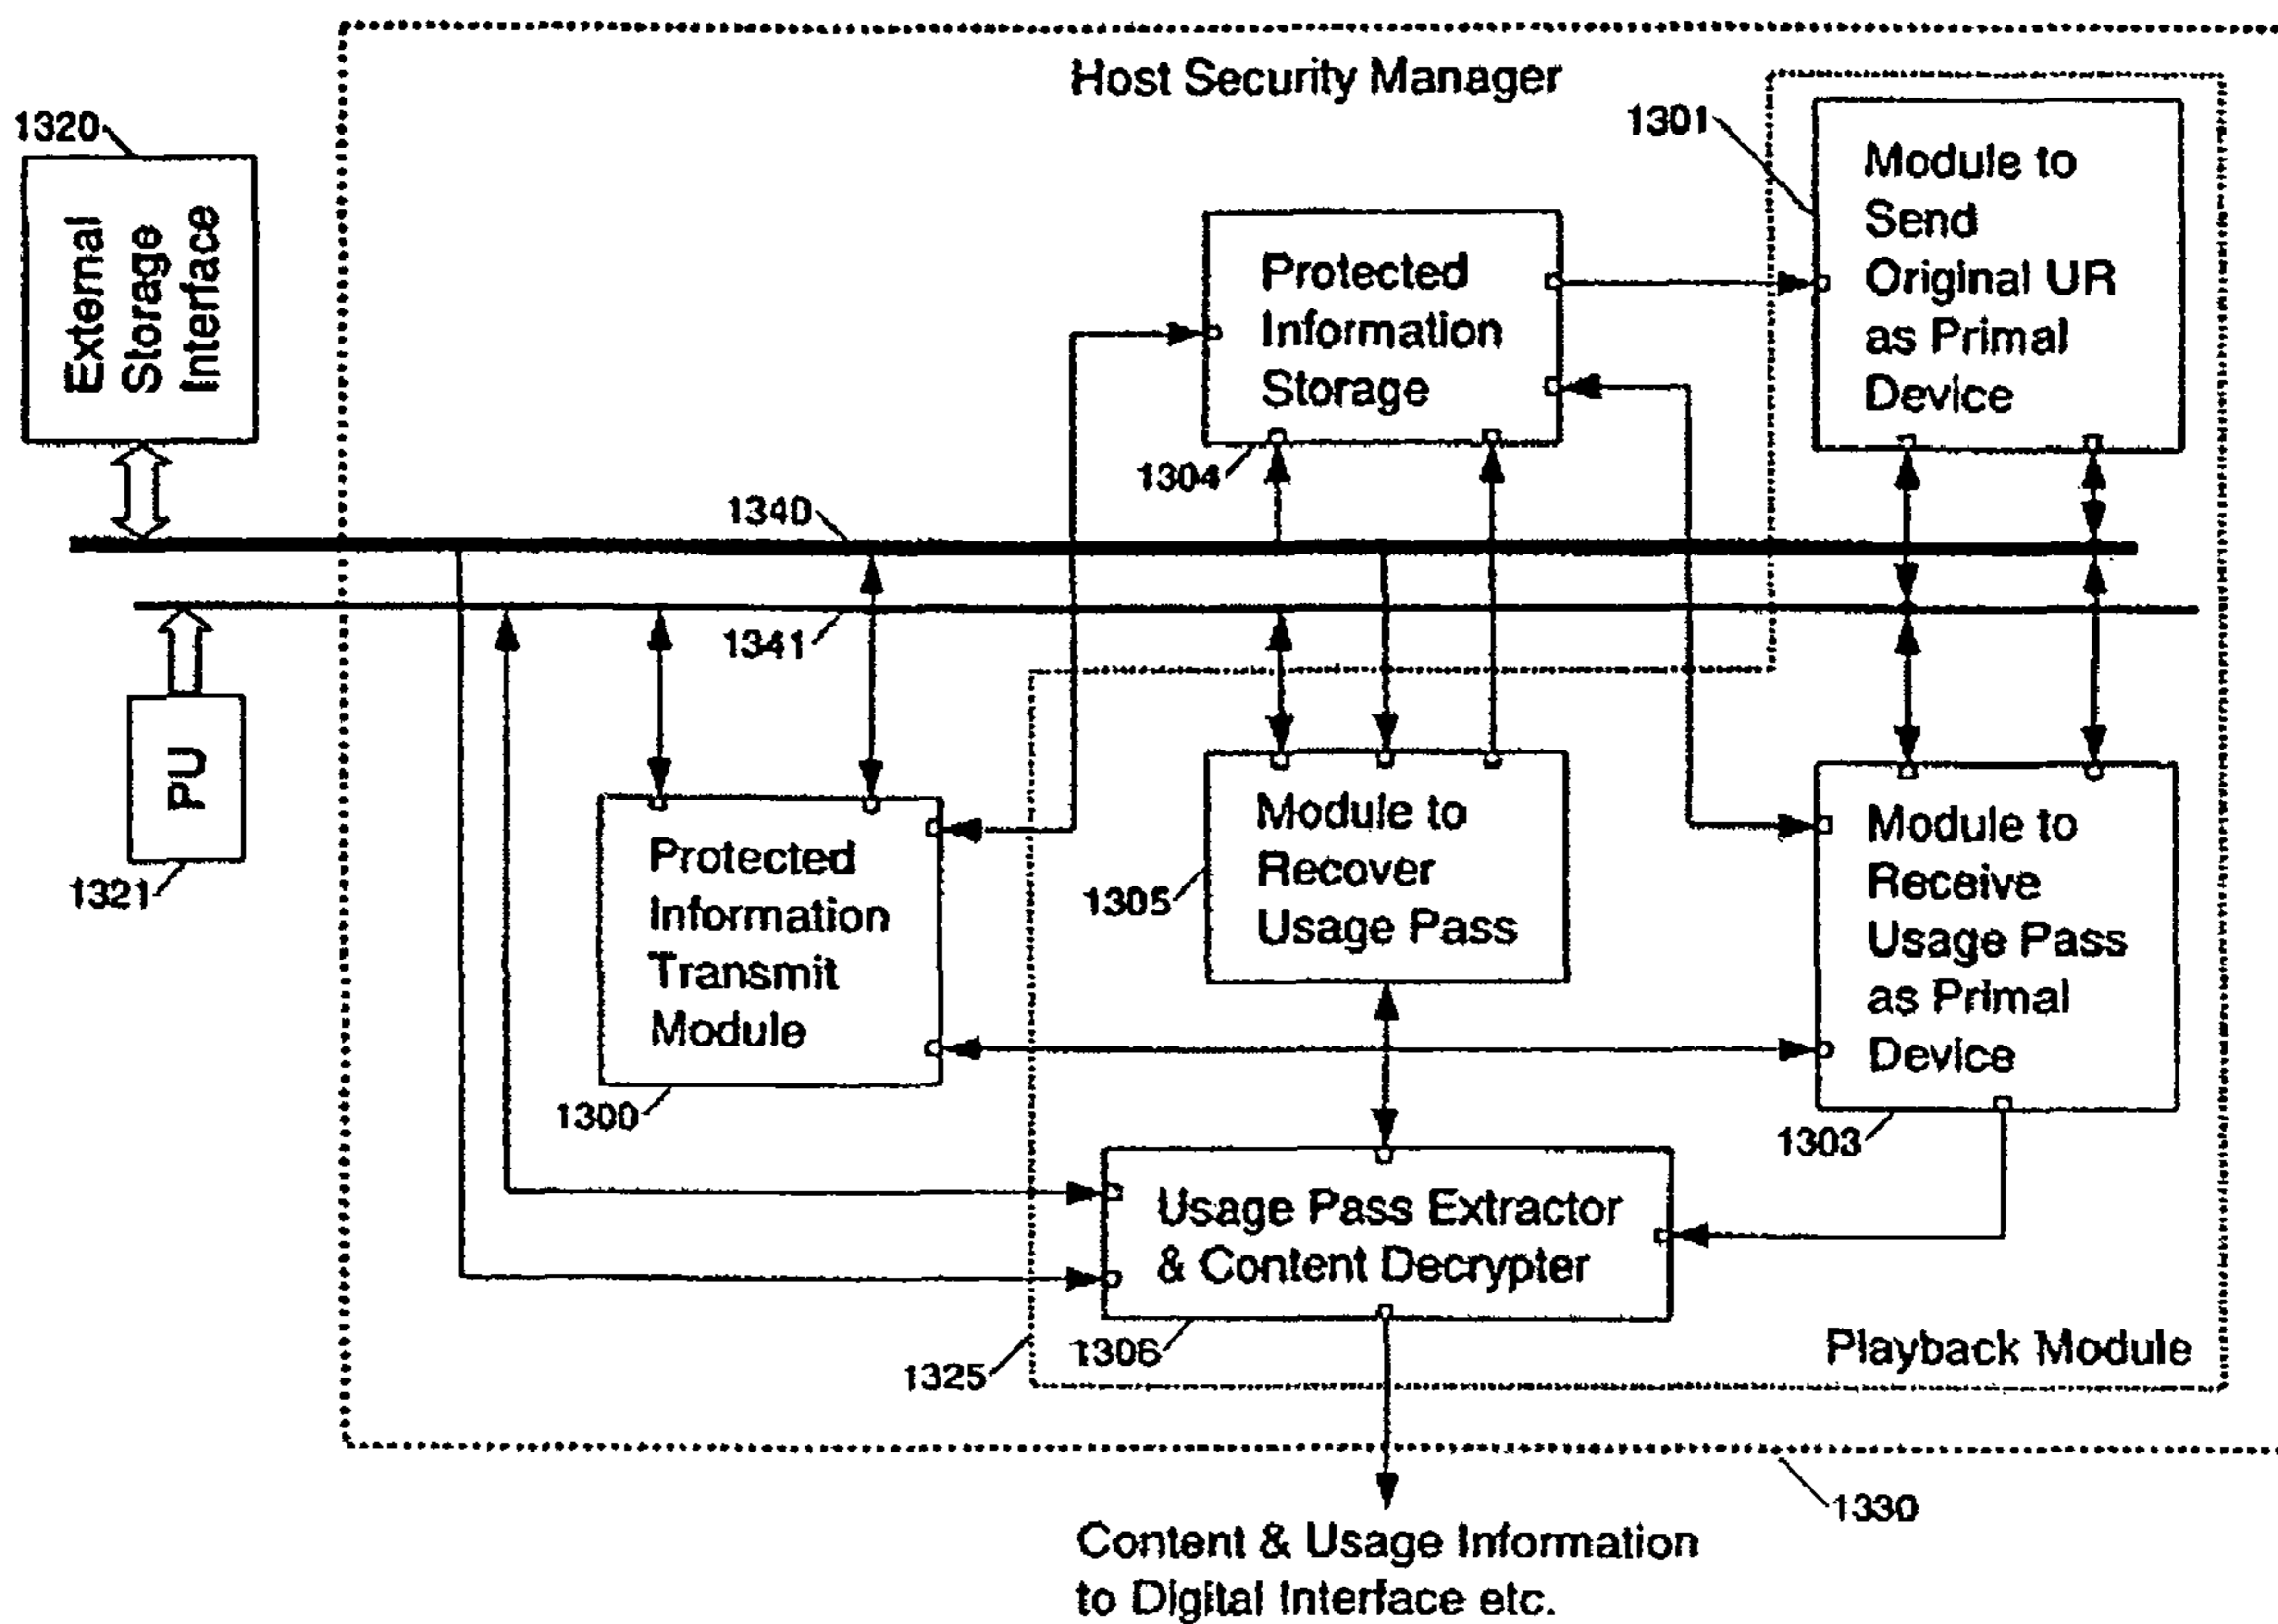 Host Security Manager
1320
External
Storage
Interface
1301
Module to
Send
Original UR
as Primal
Device
Protected
Information
Storage
1304
1340
1341
PU
1321
Protected
Information
Transmit
Module
1300
1305
Module to
Recover
Usage Pass
Module to
Receive
Usage Pass
as Primal
Device
1303
Usage Pass Extractor
& Content Decrypter
1306
1325
Playback Module
1330
Content & Usage Information
to Digital Interface etc.